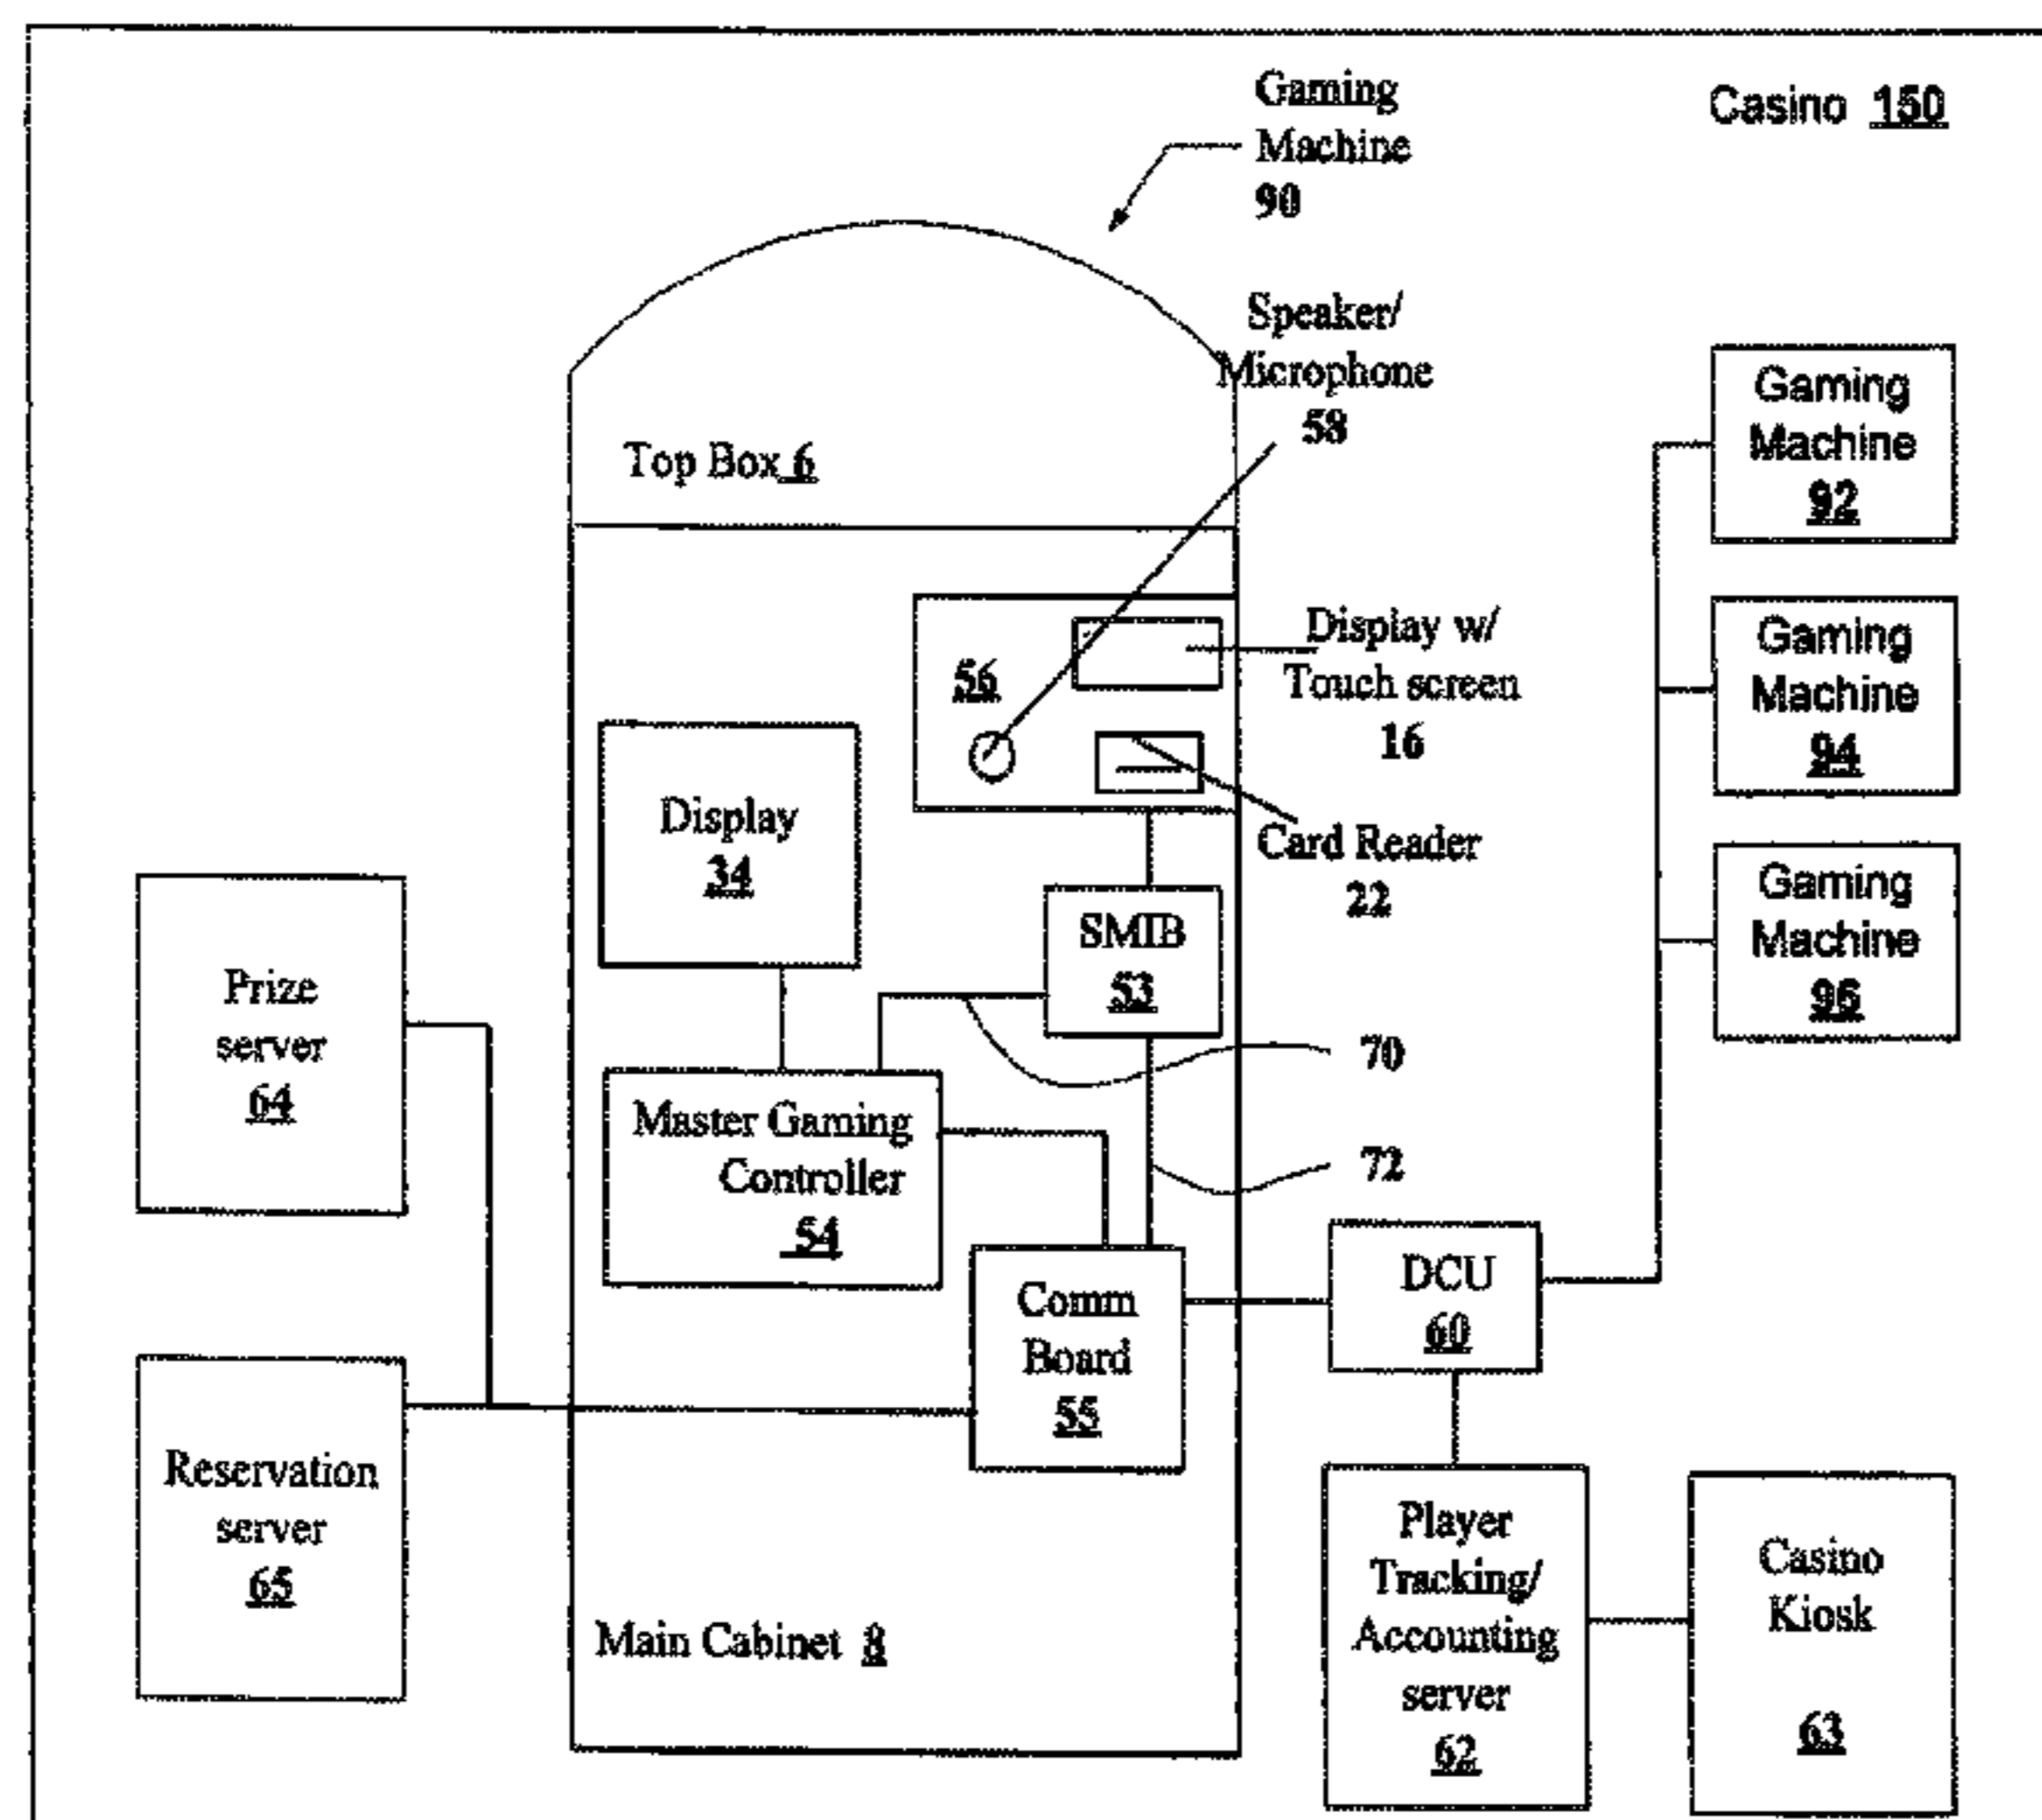 Casino 150
Gaming
Machine
90
Speaker/
Microphone
58
Top Box 6
Gaming
Machine
92
56
Display w/
Touch screen
16
Gaming
Machine
94
Display
34
Card Reader
22
Gaming
Machine
96
SMIB
53
Prize
server
64
70
Master Gaming
Controller
54
72
Comm
Board
55
DCU
60
Reservation
server
65
Player
Tracking/
Accounting
server
62
Casino
Kiosk
63
Main Cabinet 8